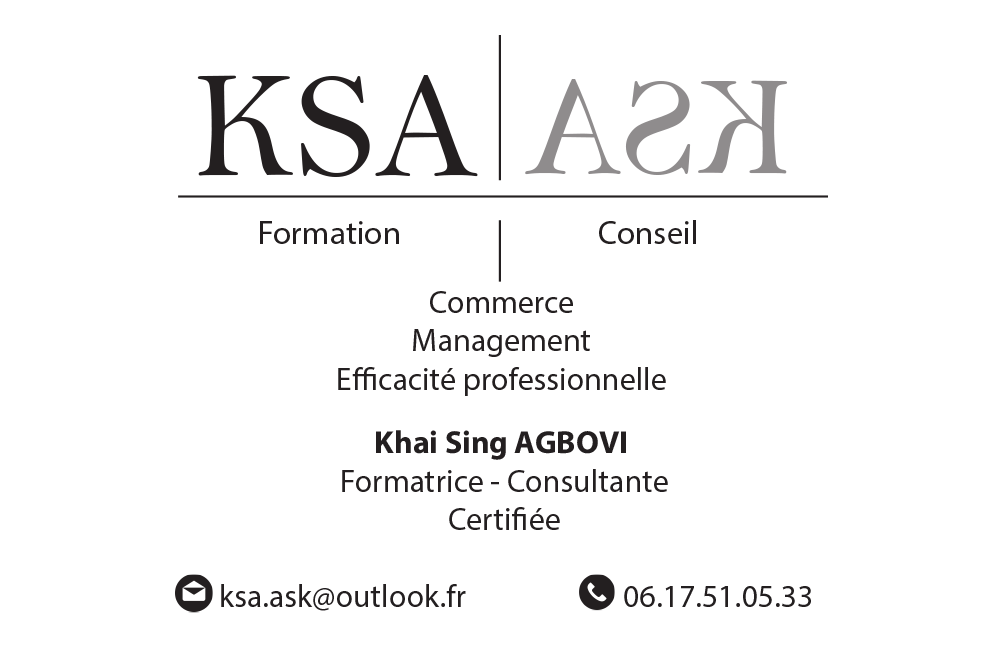 KSA ASK
Formation Conseil
Commerce
Management
Efficacité professionnelle
Khai Sing AGBOVI
Formatrice - Consultante
Certifiée
ksa.ask@outlook.fr 06.17.51.05.33